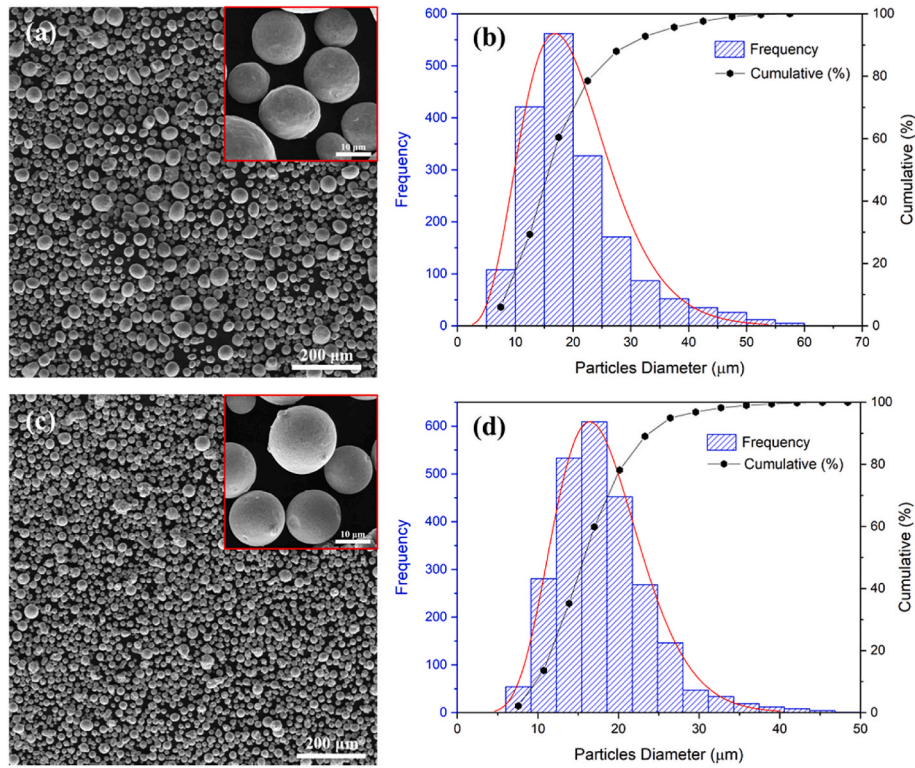 (a)
10 µm
200 µm
(b)
600
500
400
300
200
100
0
Frequency
Frequency
Cumulative (%)
100
80
60
40
20
0
Cumulative (%)
0 10 20 30 40 50 60 70
Particles Diameter (µm)
(c)
10 µm
200 µm
(d)
600
500
400
300
200
100
0
Frequency
Frequency
Cumulative (%)
100
80
60
40
20
0
Cumulative (%)
0 10 20 30 40 50
Particles Diameter (µm)